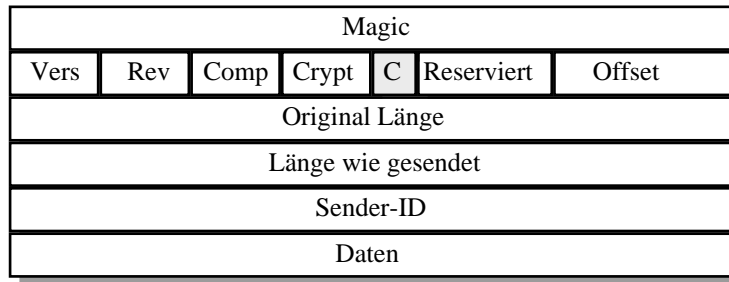 Magic
Vers Rev Comp Crypt C Reserviert Offset
Original Länge
Länge wie gesendet
Sender-ID
Daten